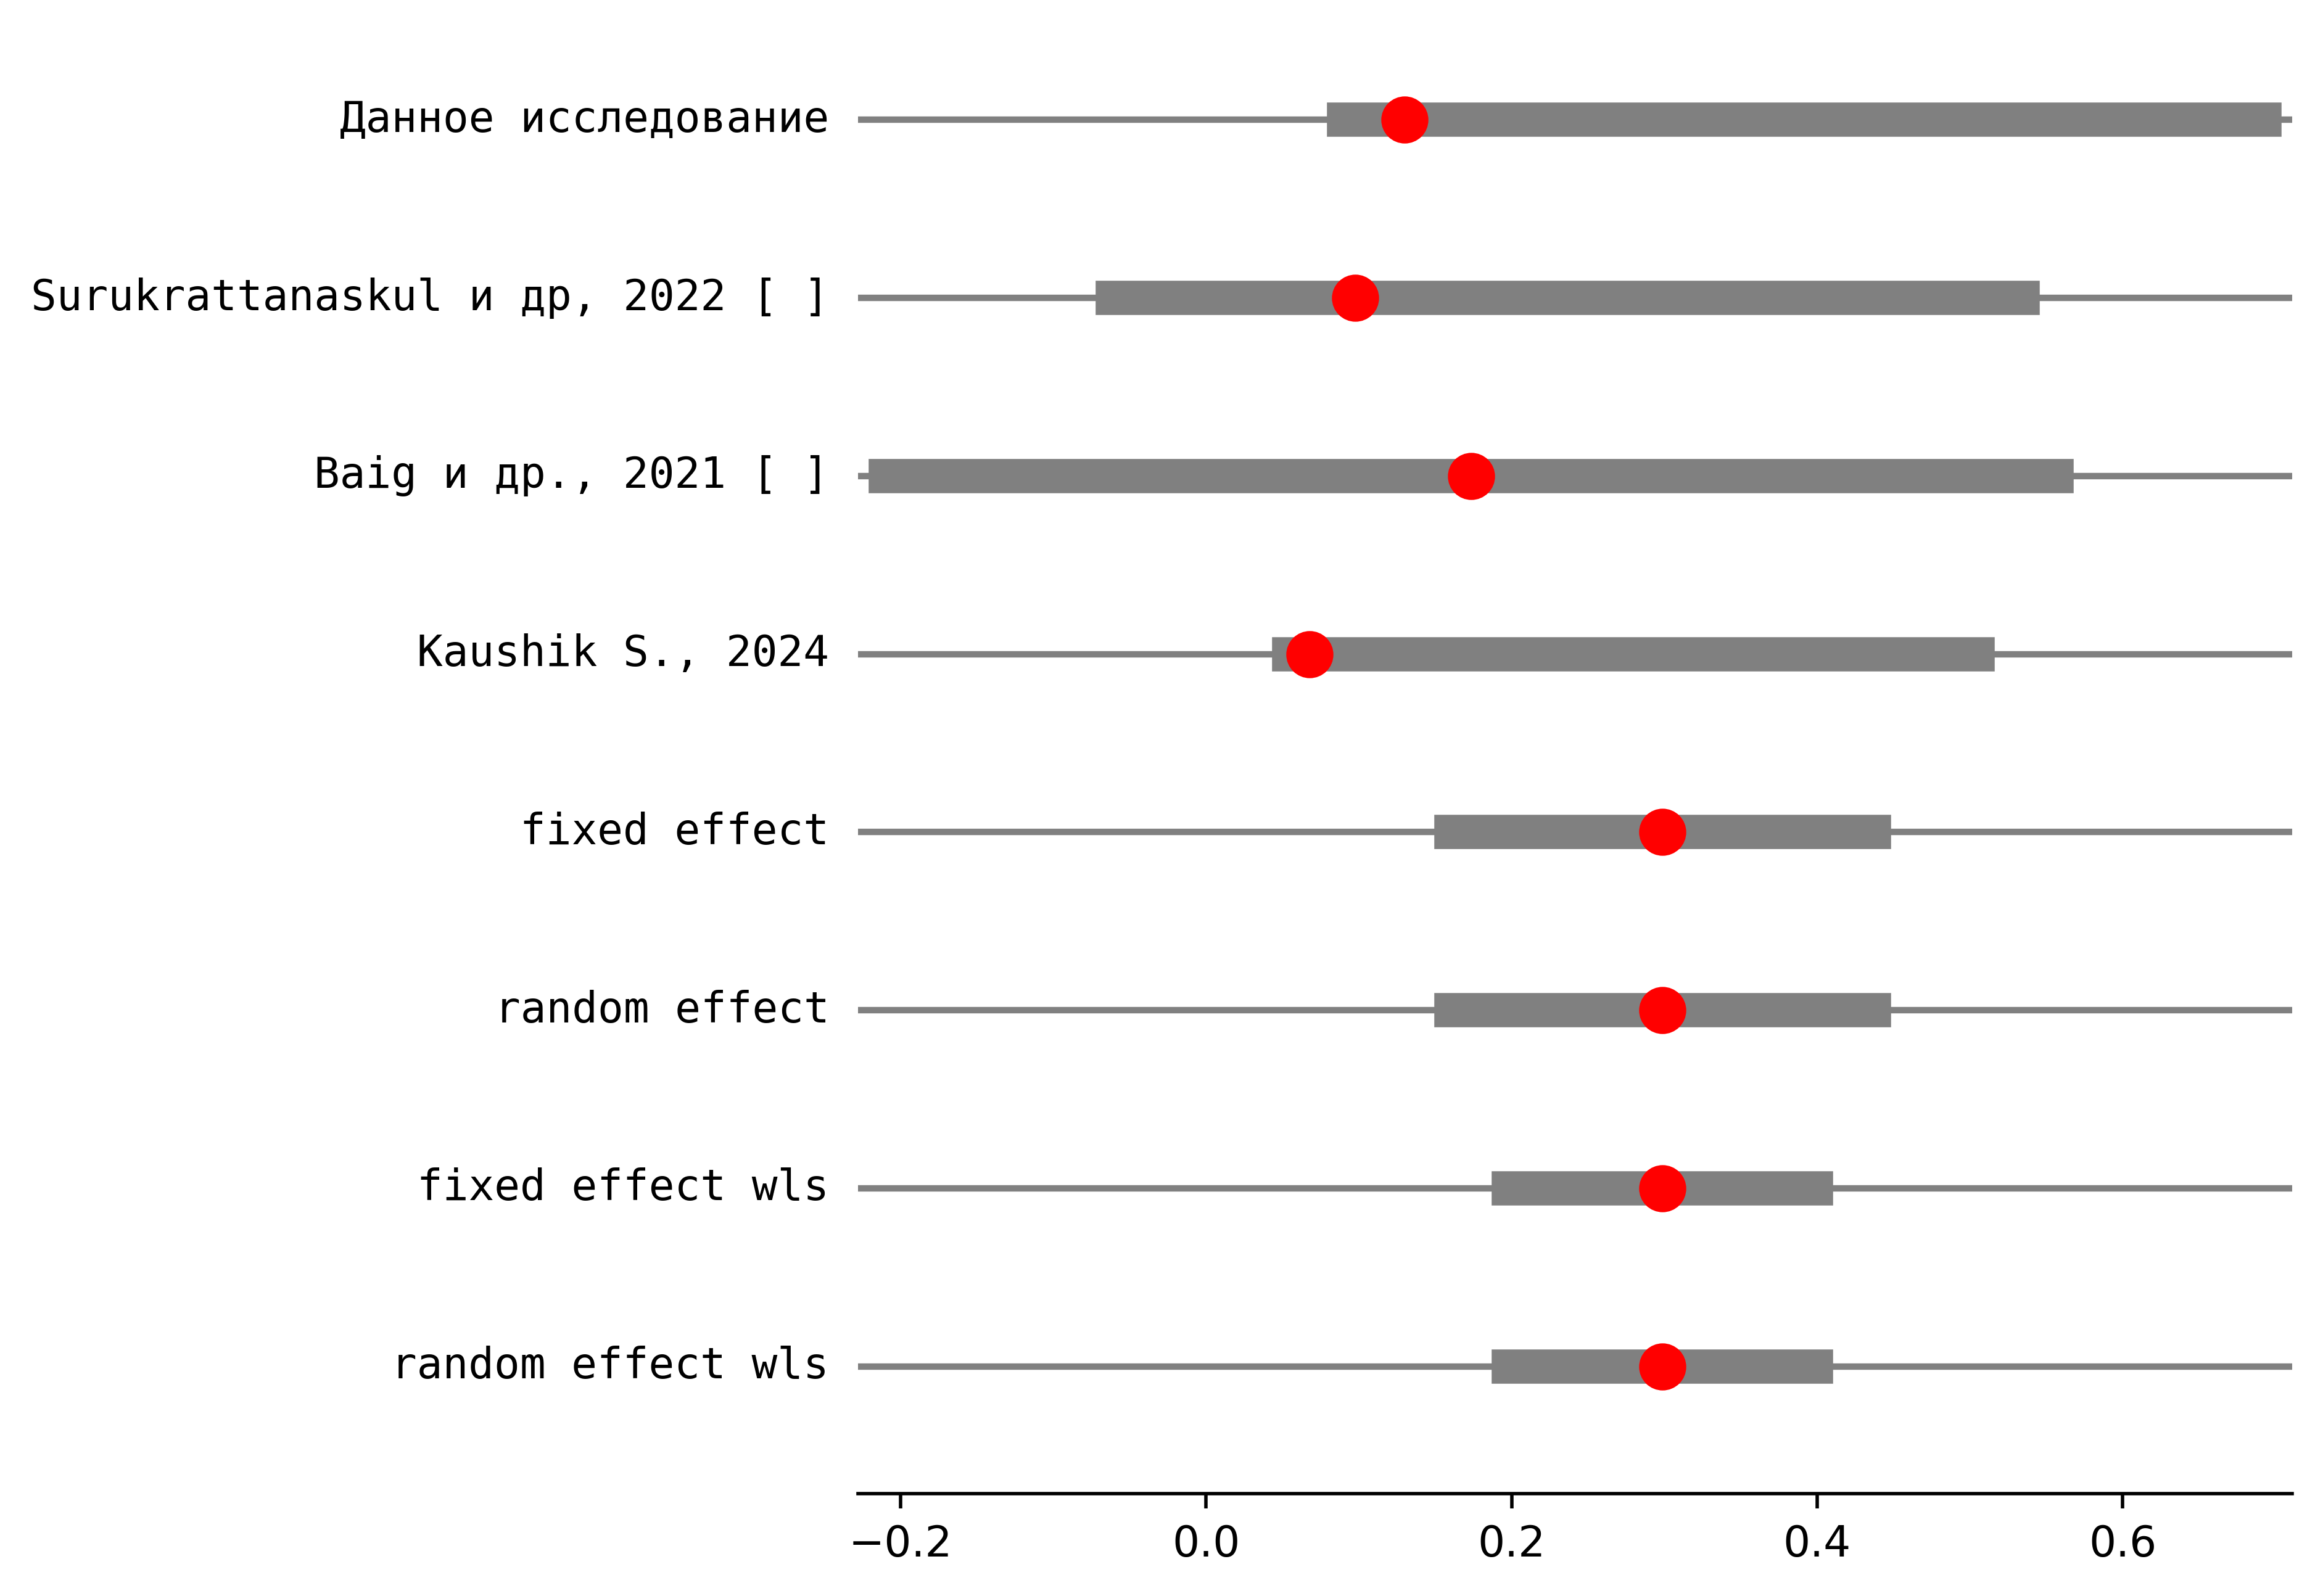 Данное исследование
Surukrattanaskul и др, 2022 [ ]
Baig и др., 2021 [ ]
Kaushik S., 2024
fixed effect
random effect
fixed effect wls
random effect wls
−0.2 0.0 0.2 0.4 0.6